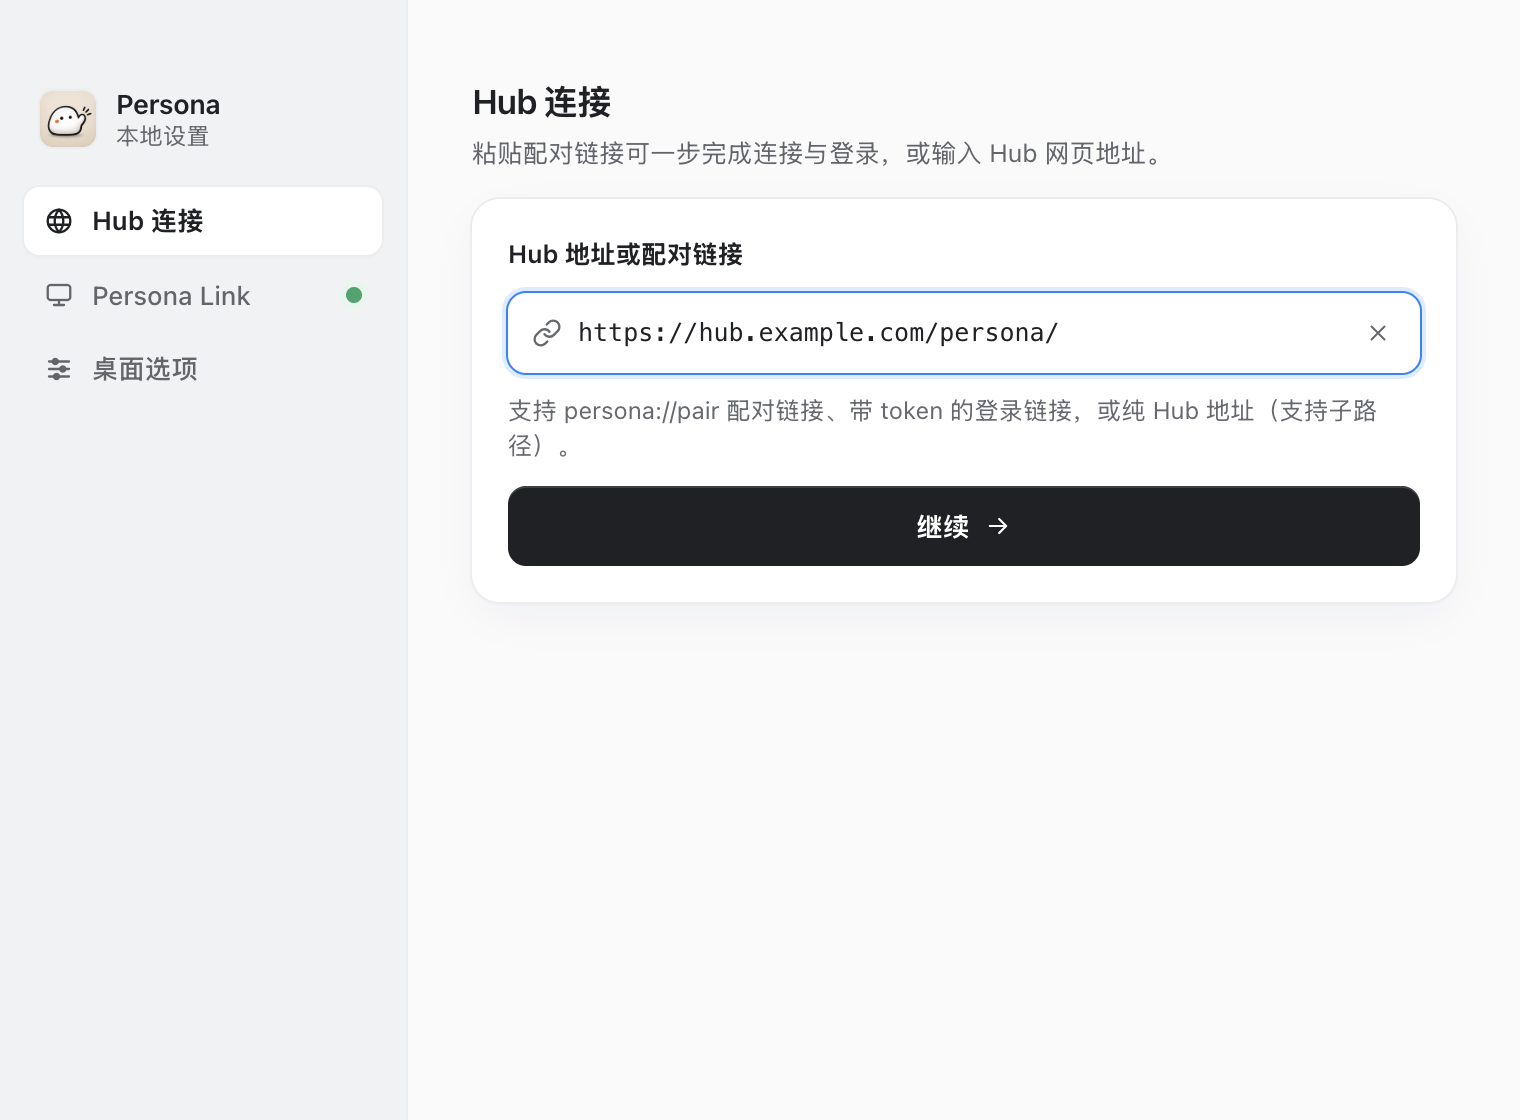 Persona
本地设置
Hub 连接
Persona Link
桌面选项
Hub 连接
粘贴配对链接可一步完成连接与登录，或输入 Hub 网页地址。
Hub 地址或配对链接
https://hub.example.com/persona/
支持 persona://pair 配对链接、带 token 的登录链接，或纯 Hub 地址（支持子路
径）。
继续 →